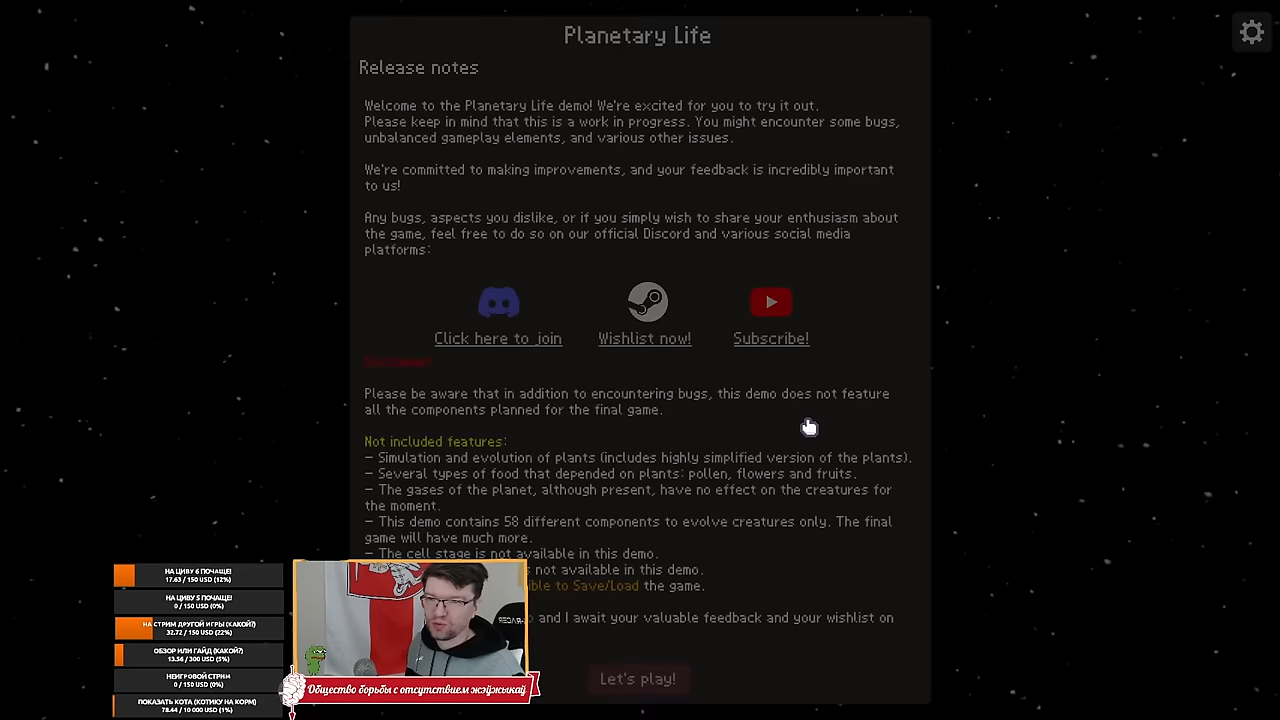 Planetary Life
Release notes
Welcome to the Planetary Life demo! We're excited for you to try it out.
Please keep in mind that this is a work in progress. You might encounter some bugs,
unbalanced gameplay elements, and various other issues.
We're committed to making improvements, and your feedback is incredibly important
to us!
Any bugs, aspects you dislike, or if you simply wish to share your enthusiasm about
the game, feel free to do so on our official Discord and various social media
platforms:
Click here to join
Wishlist now!
Subscribe!
Disclaimer
Please be aware that in addition to encountering bugs, this demo does not feature
all the components planned for the final game.
Not included features:
- Simulation and evolution of plants (includes highly simplified version of the plants).
- Several types of food that depended on plants: pollen, flowers and fruits.
- The gases of the planet, although present, have no effect on the creatures for
the moment.
- This demo contains 58 different components to evolve creatures only. The final
game will have much more.
- The cell stage is not available in this demo.
s not available in this demo.
ible to Save/Load the game.
and I await your valuable feedback and your wishlist on
Let's play!
НА ЦИВУ 6 ПОЧАЩЕ!
17.63 / 150 USD (12%)
НА ЦИВУ 5 ПОЧАЩЕ!
0 / 150 USD (0%)
НА СТРИМ ДРУГОЙ ИГРЫ (КАКОЙ?)
32.72 / 150 USD (22%)
ОБЗОР ИЛИ ГАЙД (КАКОЙ?)
13.56 / 300 USD (5%)
НЕИГРОВОЙ СТРИМ
0 / 150 USD (0%)
ПОКАЗАТЬ КОТА (КОТИКУ НА КОРМ)
78.44 / 10 000 USD (1%)
Общество борьбы с отсутствием жэўжыкаў